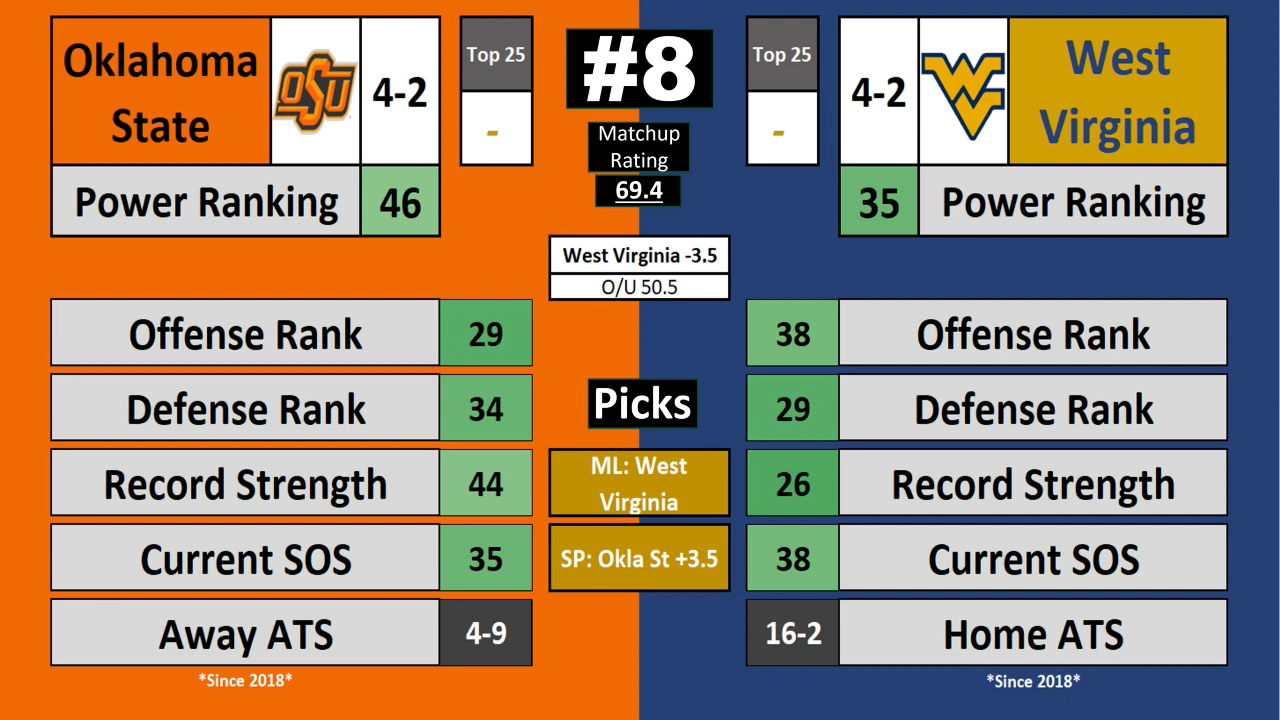 Oklahoma
State
OSU
4-2
Top 25
-
Power Ranking
46
#8
Matchup
Rating
69.4
Top 25
-
4-2
WV
West
Virginia
35
Power Ranking
West Virginia -3.5
O/U 50.5
Offense Rank
29
Defense Rank
34
Record Strength
44
Current SOS
35
Away ATS
4-9
*Since 2018*
Picks
ML: West
Virginia
SP: Okla St +3.5
38
Offense Rank
29
Defense Rank
26
Record Strength
38
Current SOS
16-2
Home ATS
*Since 2018*